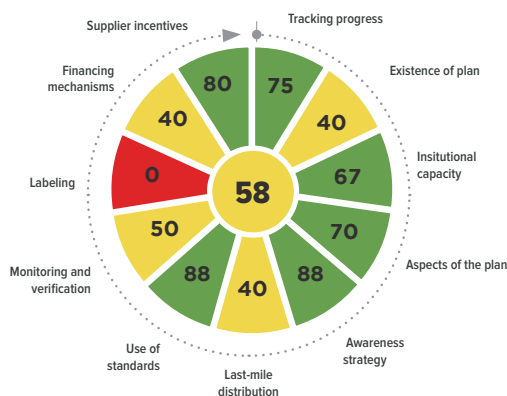 Supplier incentives
Tracking progress
Financing
mechanisms
Existence of plan
80
75
40
40
Insitutional
capacity
0
67
Labeling
58
50
70
Aspects of the plan
Monitoring and
verification
88
40
88
Use of
standards
Last-mile
distribution
Awareness
strategy